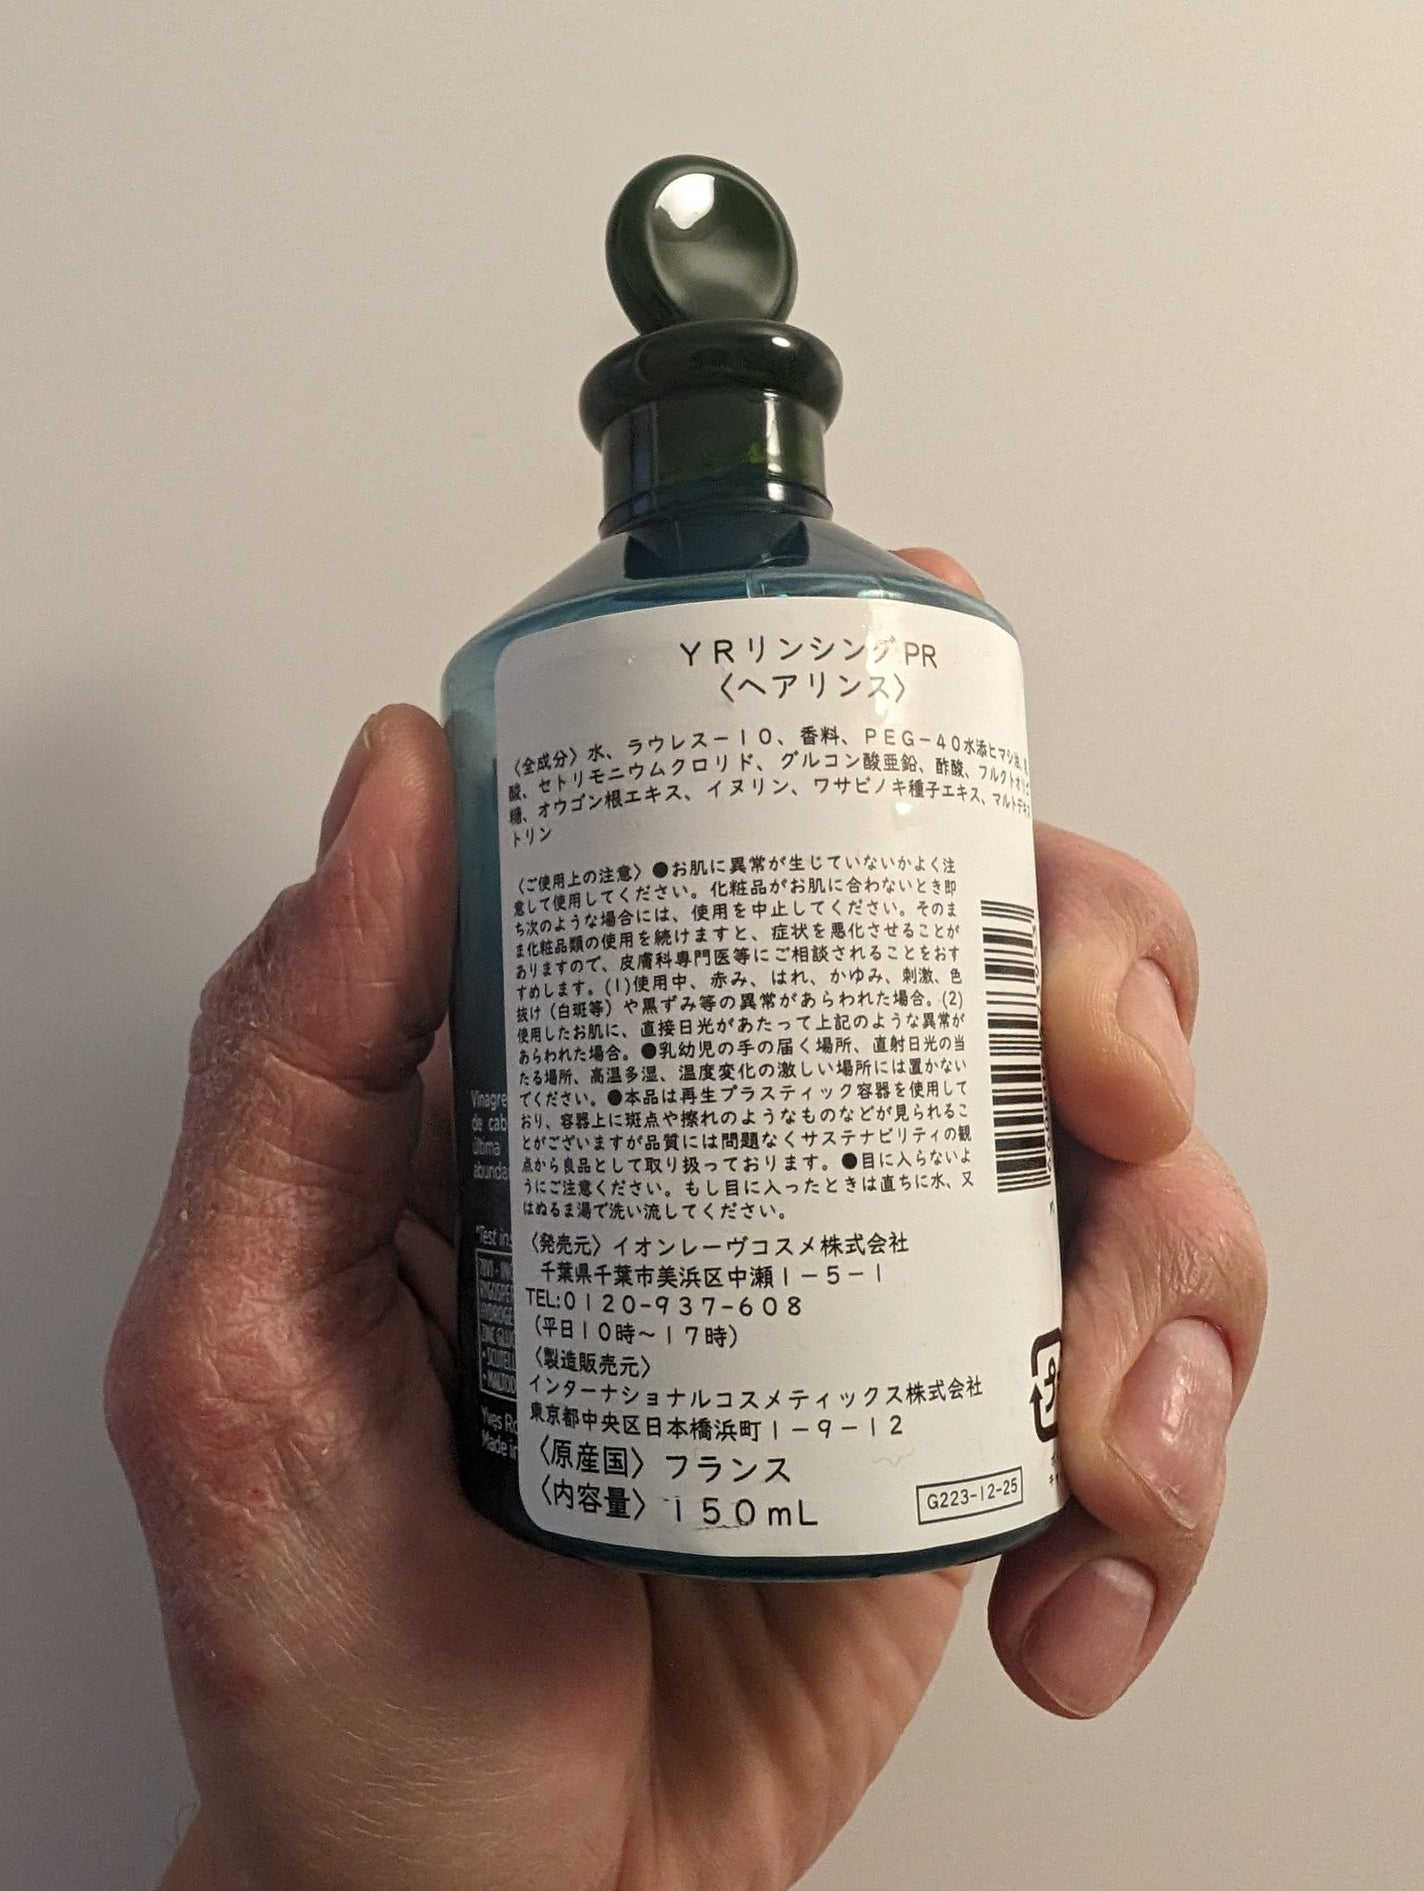 YRリンシングPR
〈ヘアリンス〉
〈全成分〉水、ラウレス-10、香料、PEG-40水添ヒマシ油、
酸、セトリモニウムクロリド、グルコン酸亜鉛、酢酸、フルクトオリゴ
糖、オウゴン根エキス、イヌリン、ワサビノキ種子エキス、マルトデキス
トリン
〈ご使用上の注意〉●お肌に異常が生じていないかよく注
意して使用してください。化粧品がお肌に合わないとき即
ち次のような場合には、使用を中止してください。そのま
ま化粧品類の使用を続けますと、症状を悪化させることが
ありますので、皮膚科専門医等にご相談されることをおす
すめします。(1)使用中、赤み、はれ、かゆみ、刺激、色
抜け(白斑等)や黒ずみ等の異常があらわれた場合。(2)
使用したお肌に、直接日光があたって上記のような異常が
あらわれた場合。●乳幼児の手の届く場所、直射日光の当
たる場所、高温多湿、温度変化の激しい場所には置かない
でください。●本品は再生プラスティック容器を使用して
おり、容器上に斑点や擦れのようなものなどが見られるこ
とがございますが品質には問題なくサステナビリティの観
点から良品として取り扱っております。●目に入らないよ
うにご注意ください。もし目に入ったときは直ちに水、又
はぬるま湯で洗い流してください。
〈発売元〉イオンレーヴコスメ株式会社
千葉県千葉市美浜区中瀬1-5-1
TEL:0120-937-608
(平日10時~17時)
〈製造販売元〉
インターナショナルコスメティックス株式会社
東京都中央区日本橋浜町1-9-12
〈原産国〉フランス
〈内容量〉150mL
G223-12-25
Vinagre
de cab
última
abunda
*Test in
Yves Ro
Made in
プ